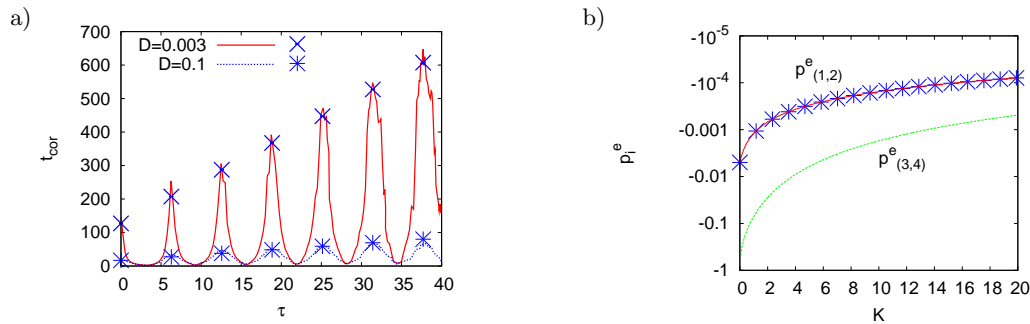 a)
700
600
500
400
300
200
100
0
t_cor
D=0.003
D=0.1
0 5 10 15 20 25 30 35 40
τ
b)
-10^-5
-10^-4
-0.001
-0.01
-0.1
-1
p_i^e
p^e_(1,2)
p^e_(3,4)
0 2 4 6 8 10 12 14 16 18 20
K